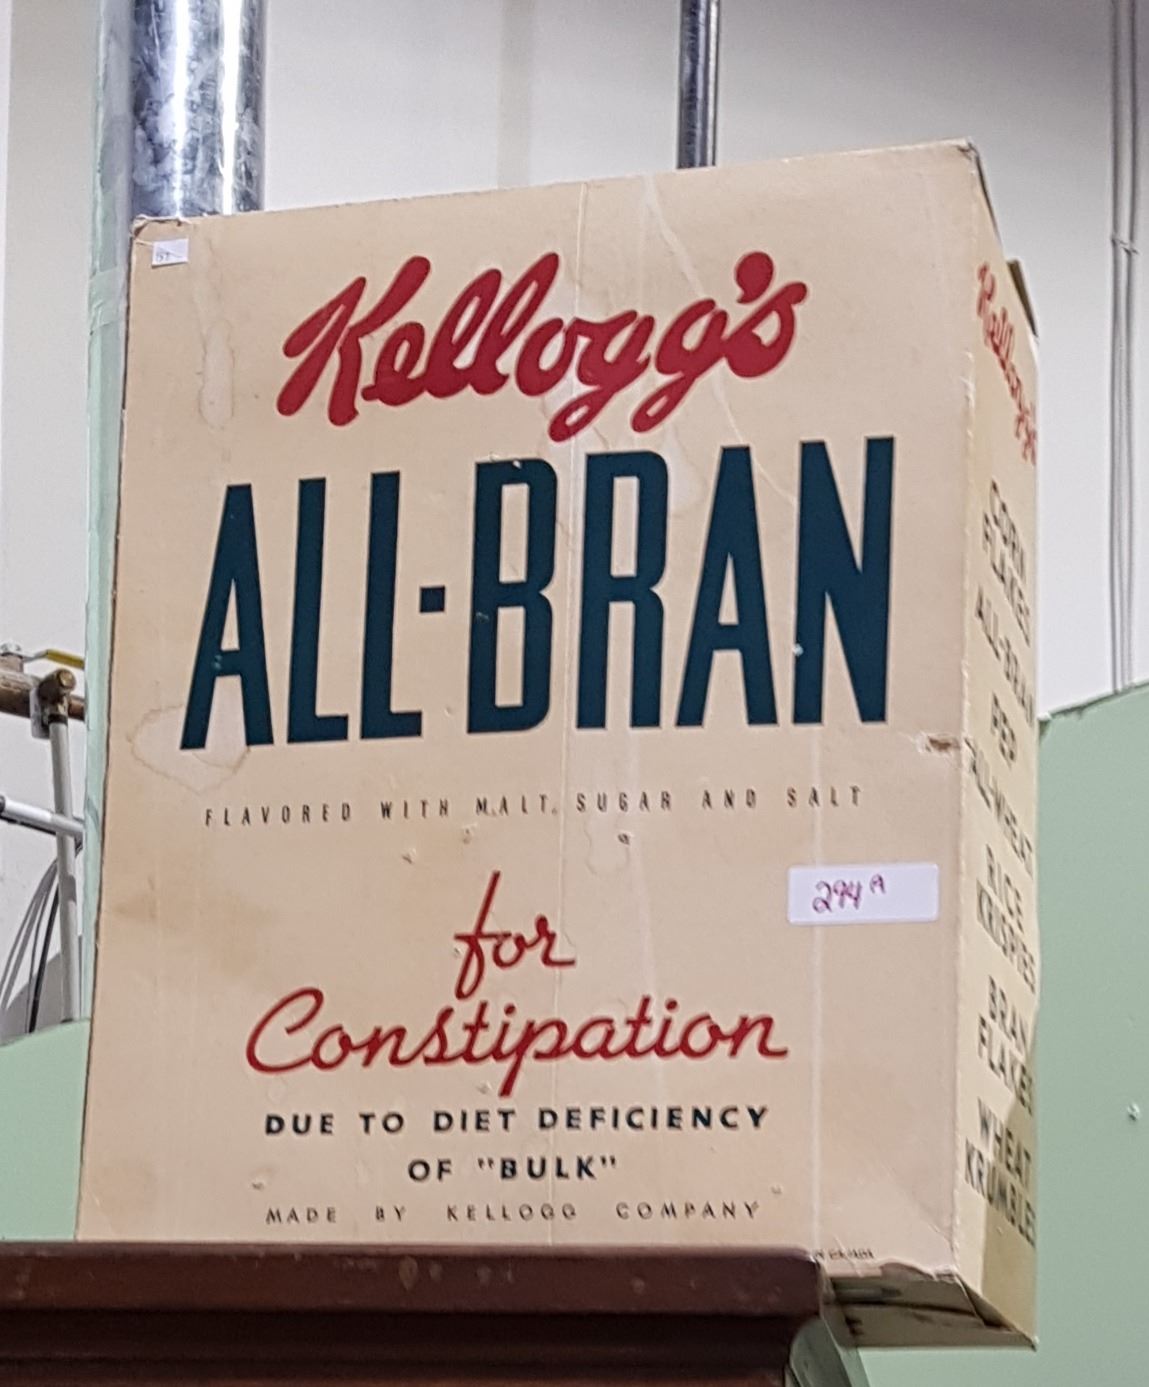 Kellogg's
ALL-BRAN
FLAVORED WITH MALT, SUGAR AND SALT
294 A
for
Constipation
DUE TO DIET DEFICIENCY
OF "BULK"
MADE BY KELLOGG COMPANY
Kellogg's
CORN
FLAKES
ALL-BRAN
PEP
ALL-WHEAT
RICE
KRISPIES
BRAN
FLAKES
WHEAT
KRUMBLES